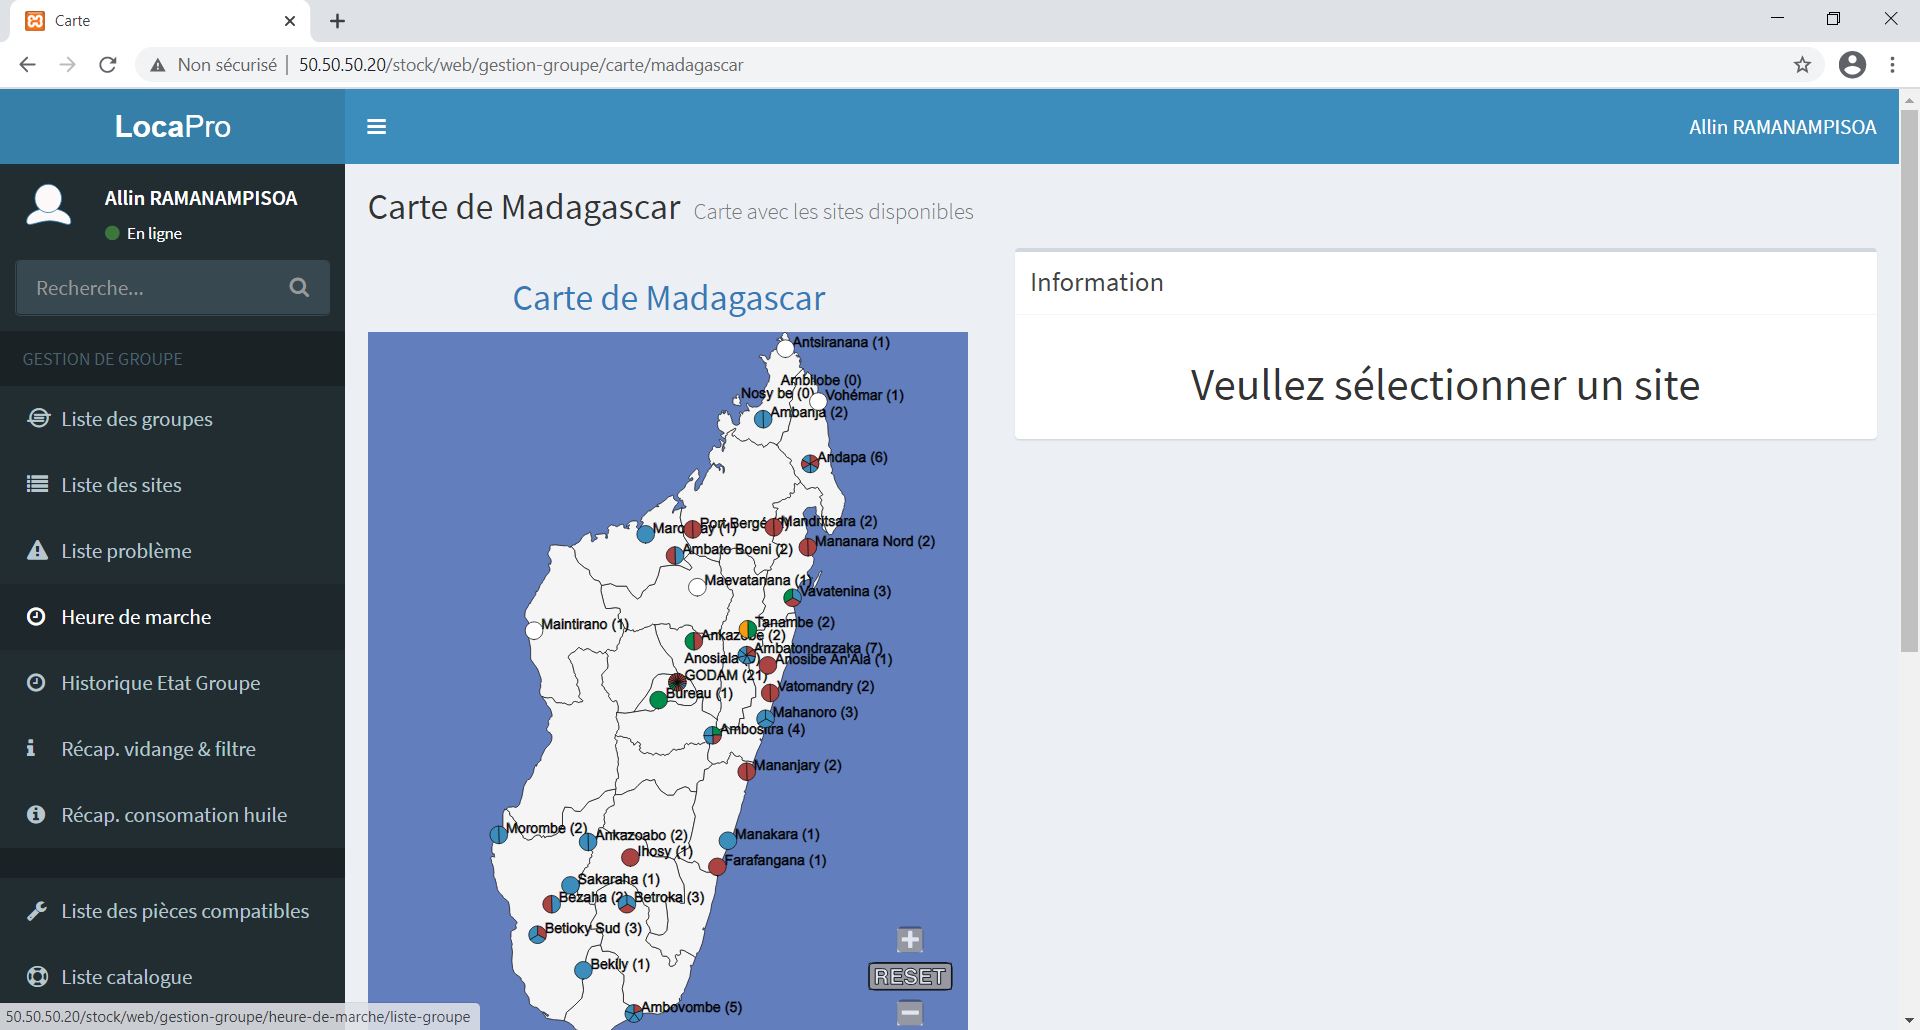 Carte
Non sécurisé | 50.50.50.20/stock/web/gestion-groupe/carte/madagascar
LocaPro
Allin RAMANAMPISOA
Allin RAMANAMPISOA
En ligne
Recherche...
GESTION DE GROUPE
Liste des groupes
Liste des sites
Liste problème
Heure de marche
Historique Etat Groupe
Récap. vidange & filtre
Récap. consomation huile
Liste des pièces compatibles
Liste catalogue
50.50.50.20/stock/web/gestion-groupe/heure-de-marche/liste-groupe
Carte de Madagascar Carte avec les sites disponibles
Carte de Madagascar
Antsiranana (1)
Ambilobe (0)
Nosy be (0)
Vohémar (1)
Ambanja (2)
Andapa (6)
Port Bergé
Mandritsara (2)
Mananara Nord (2)
Ambato Boeni (2)
Maevatanana (1)
Vavatenina (3)
Maintirano (1)
Tanambe (2)
Ankazobe (2)
Ambatondrazaka (7)
Anosiala
Anosibe An'Ala (1)
GODAM (21)
Vatomandry (2)
Bureau (1)
Mahanoro (3)
Ambositra (4)
Mananjary (2)
Morombe (2)
Ankazoabo (2)
Manakara (1)
Ihosy (1)
Farafangana (1)
Sakaraha (1)
Bezaha (2)
Betroka (3)
Betioky Sud (3)
Bekily (1)
Ambovombe (5)
RESET
Information
Veullez sélectionner un site